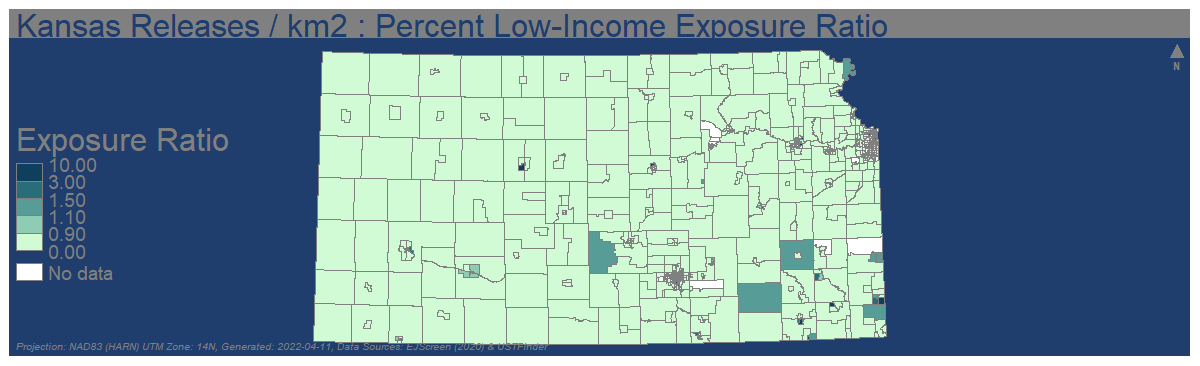 Kansas Releases / km2 : Percent Low-Income Exposure Ratio
N
Exposure Ratio
10.00
3.00
1.50
1.10
0.90
0.00
No data
Projection: NAD83 (HARN) UTM Zone: 14N, Generated: 2022-04-11, Data Sources: EJScreen (2020) & USTFinder